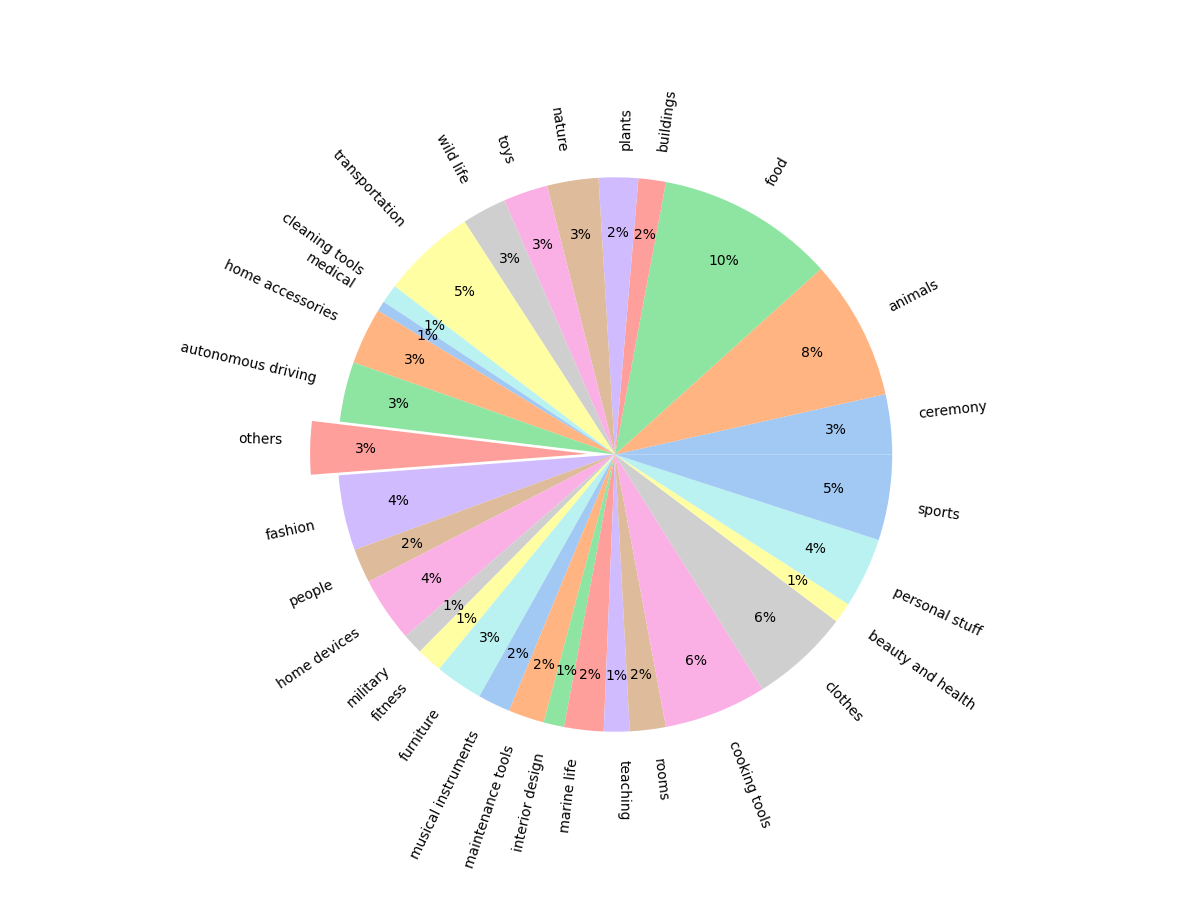 buildings
2%
plants
2%
nature
3%
toys
3%
wild life
3%
transportation
5%
cleaning tools
1%
medical
1%
home accessories
3%
autonomous driving
3%
others
3%
fashion
4%
people
2%
home devices
4%
military
1%
fitness
1%
furniture
3%
musical instruments
2%
maintenance tools
2%
interior design
1%
marine life
2%
teaching
1%
rooms
2%
cooking tools
6%
clothes
6%
beauty and health
1%
personal stuff
4%
sports
5%
ceremony
3%
animals
8%
food
10%